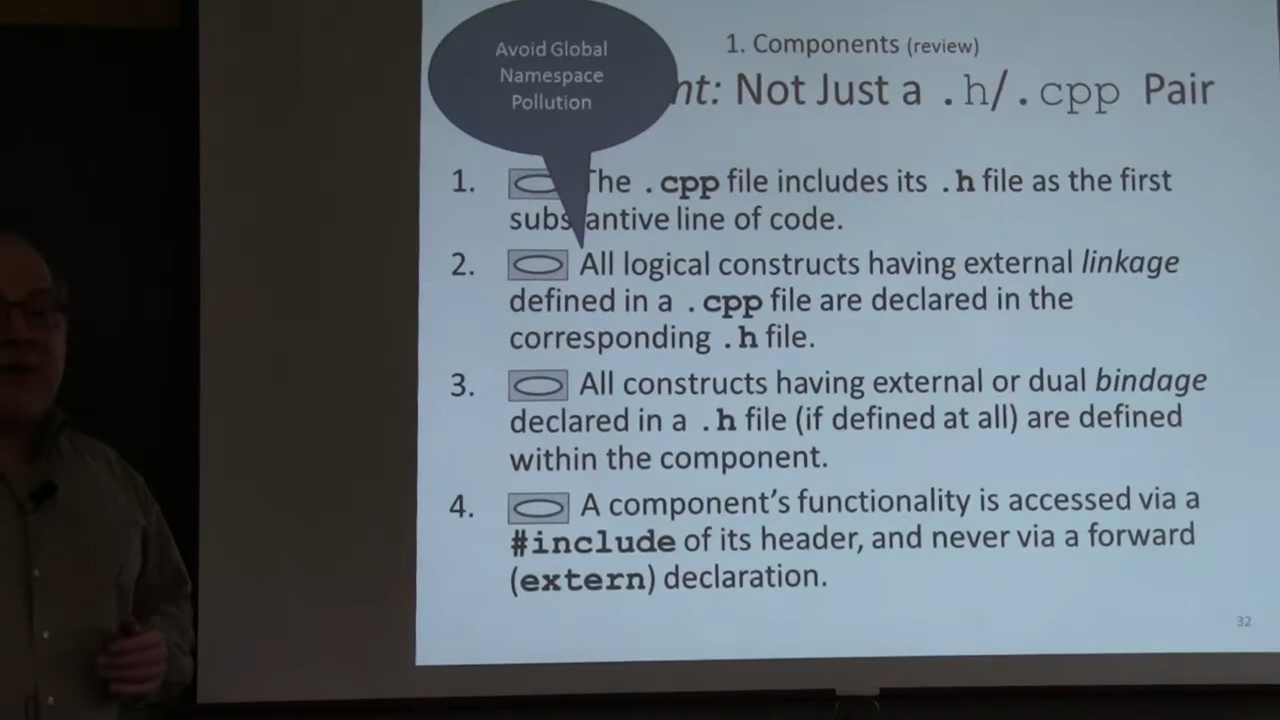 Avoid Global
Namespace
Pollution
1. Components (review)
nt: Not Just a .h/.cpp Pair
1. The .cpp file includes its .h file as the first
substantive line of code.
2. All logical constructs having external linkage
defined in a .cpp file are declared in the
corresponding .h file.
3. All constructs having external or dual bindage
declared in a .h file (if defined at all) are defined
within the component.
4. A component’s functionality is accessed via a
#include of its header, and never via a forward
(extern) declaration.
32